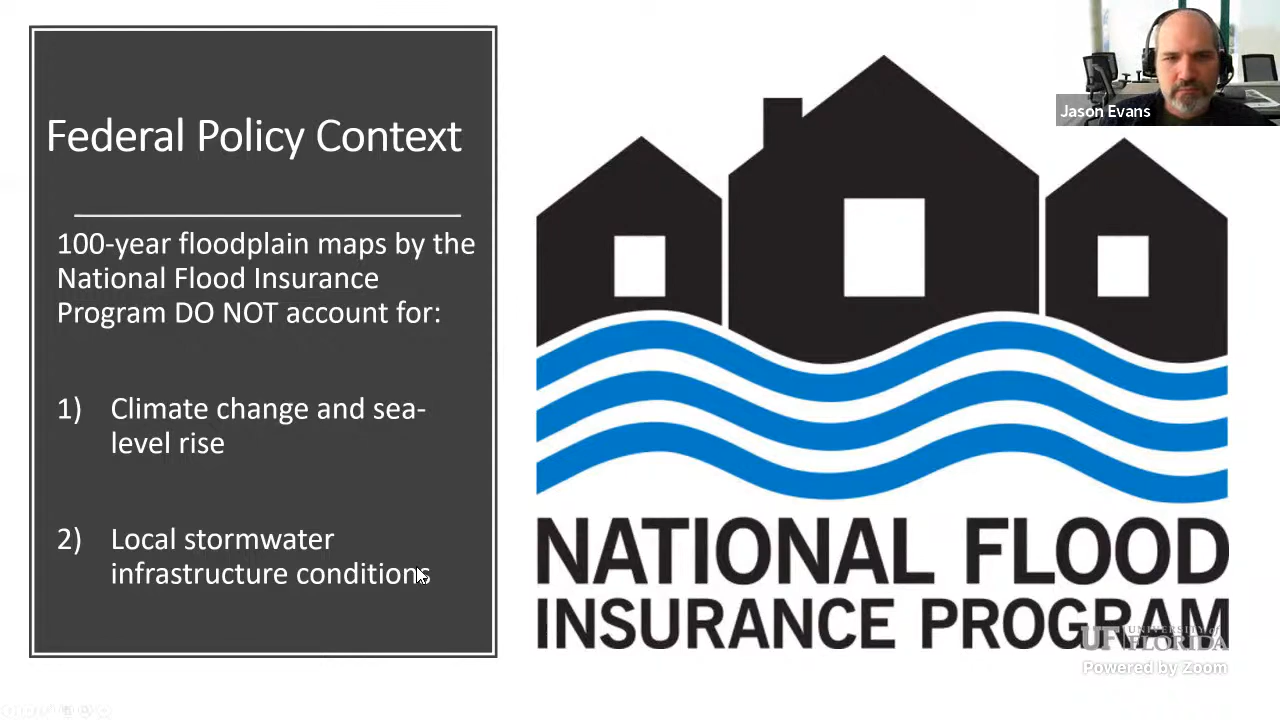 Federal Policy Context
100-year floodplain maps by the
National Flood Insurance
Program DO NOT account for:
1) Climate change and sea-
level rise
2) Local stormwater
infrastructure conditions
Jason Evans
NATIONAL FLOOD
INSURANCE PROGRAM
UF UNIVERSITY of
FLORIDA
Powered by Zoom